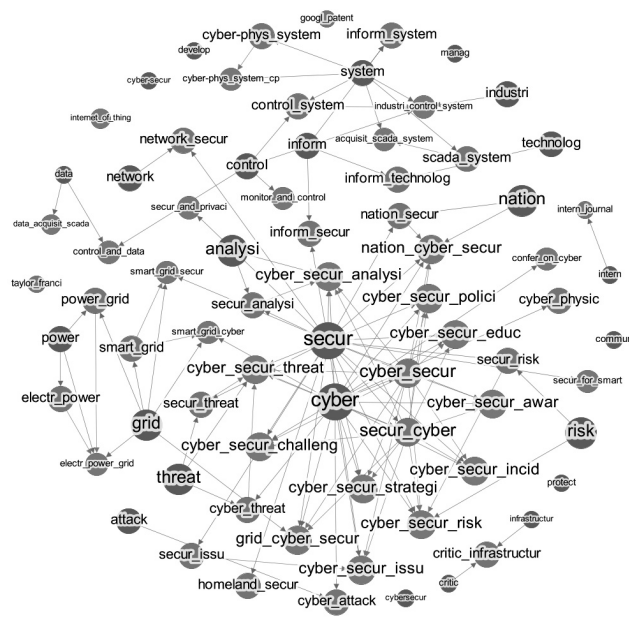 googl_patent
cyber-phys_system
inform_system
develop
manag
cyber-secur
cyber-phys_system_cp
system
industri
control_system
industri_control_system
internet_of_thing
network_secur
acquisit_scada_system
technolog
control
inform
scada_system
data
network
inform_technolog
secur_and_privaci
monitor_and_control
nation
nation_secur
intern_journal
data_acquisit_scada
inform_secur
control_and_data
analysi
nation_cyber_secur
confer_on_cyber
smart_grid_secur
cyber_secur_analysi
intern
taylor_franci
power_grid
secur_analysi
cyber_secur_polici
cyber_physic
smart_grid_cyber
cyber_secur_educ
power
secur
commun
smart_grid
secur_risk
cyber_secur_threat
cyber_secur
secur_for_smart
electr_power
secur_threat
cyber
cyber_secur_awar
grid
secur_cyber
risk
cyber_secur_challeng
electr_power_grid
cyber_secur_incid
threat
protect
cyber_secur_strategi
cyber_threat
attack
cyber_secur_risk
infrastructur
grid_cyber_secur
secur_issu
critic_infrastructur
cyber_secur_issu
homeland_secur
critic
cyber_attack
cybersecur